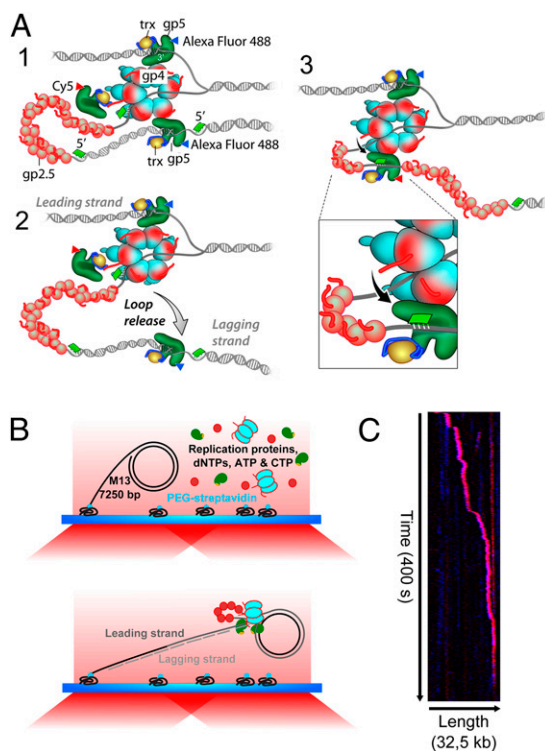 A
1
trx
gp5
Alexa Fluor 488
3'
gp4
Cy5
5'
5'
trx
gp5
Alexa Fluor 488
gp2.5
2
Leading strand
Loop
release
Lagging
strand
3
B
M13
7250 bp
Replication proteins,
dNTPs, ATP & CTP
PEG-streptavidin
Leading strand
Lagging strand
C
Time (400 s)
Length
(32,5 kb)